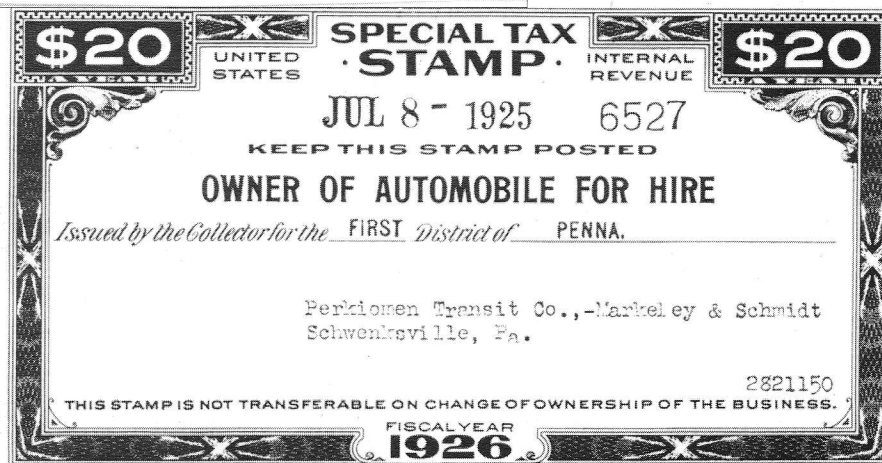 $20 SPECIAL TAX $20
UNITED STATES · STAMP · INTERNAL REVENUE
JUL 8 - 1925 6527
KEEP THIS STAMP POSTED
OWNER OF AUTOMOBILE FOR HIRE
Issued by the Collector for the FIRST District of PENNA.
Perkiomen Transit Co.,-Markeley & Schmidt
Schwenksville, Pa.
2821150
THIS STAMP IS NOT TRANSFERABLE ON CHANGE OF OWNERSHIP OF THE BUSINESS.
FISCAL YEAR
1926